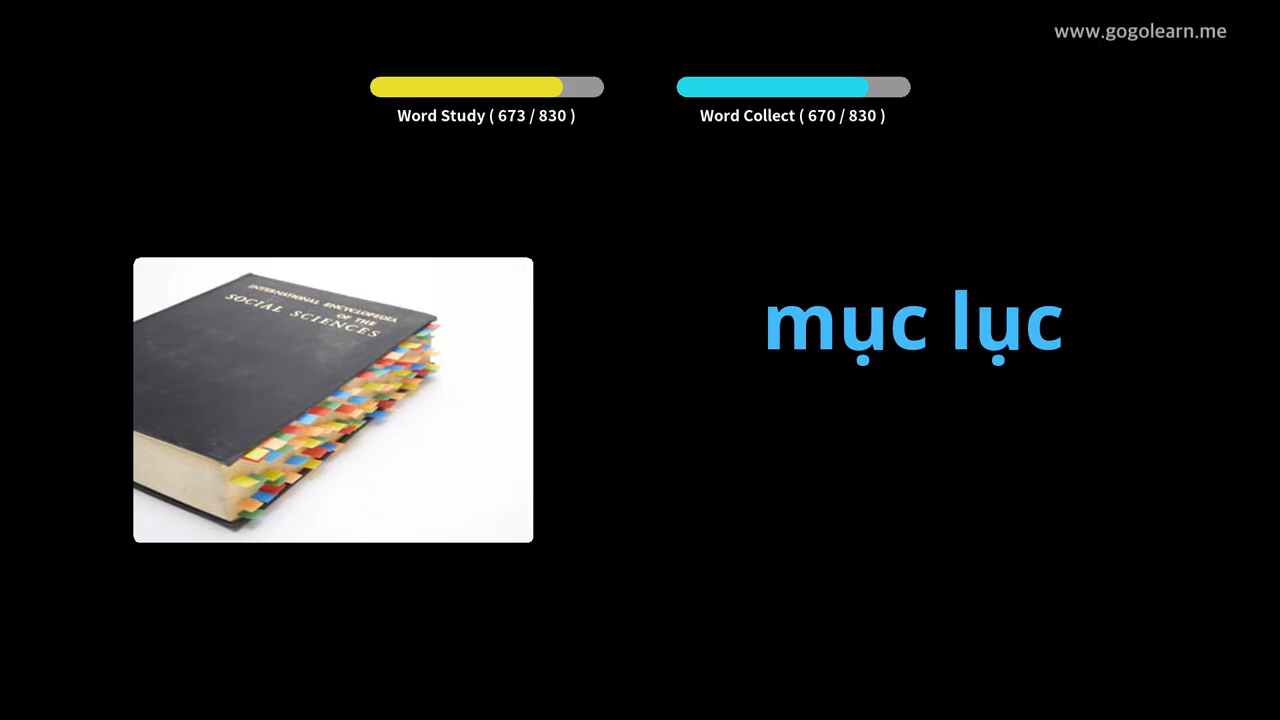 www.gogolearn.me
Word Study ( 673 / 830 )
Word Collect ( 670 / 830 )
INTERNATIONAL ENCYCLOPEDIA
OF THE
SOCIAL SCIENCES
mục lục